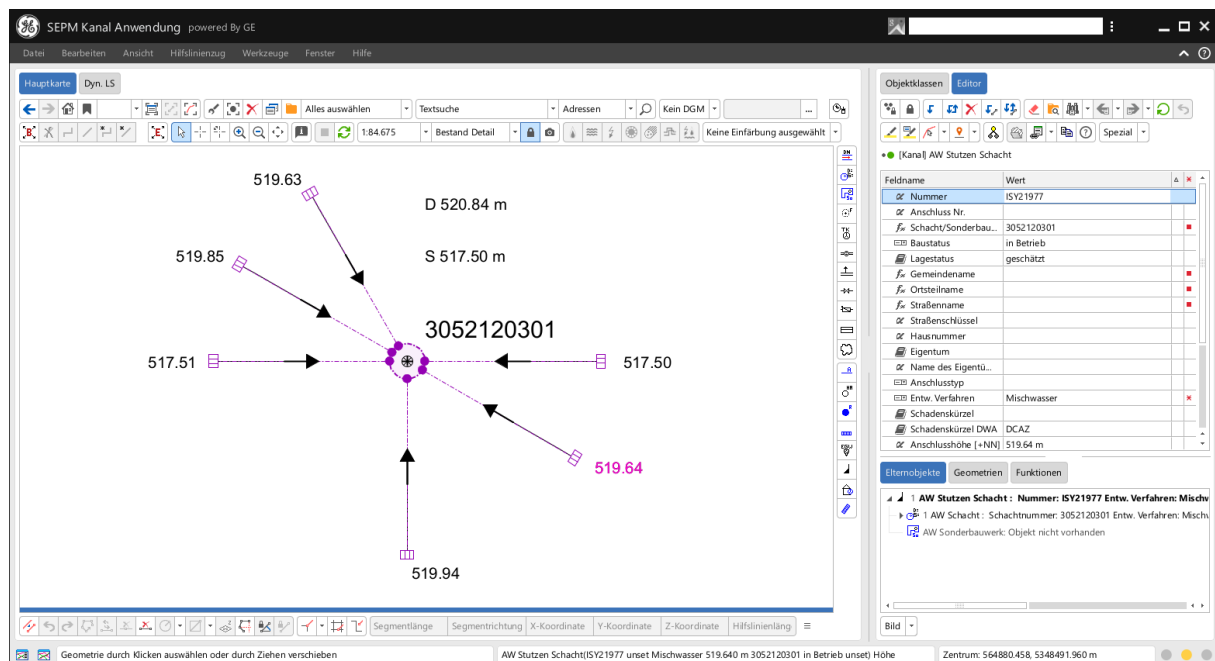 SEPM Kanal Anwendung powered By GE
Datei Bearbeiten Ansicht Hilfslinienzug Werkzeuge Fenster Hilfe
Hauptkarte Dyn. LS
Alles auswählen Textsuche Adressen Kein DGM ...
1:84.675 Bestand Detail Keine Einfärbung ausgewählt
519.63
D 520.84 m
519.85
S 517.50 m
3052120301
517.51
517.50
519.64
519.94
Segmentlänge Segmentrichtung X-Koordinate Y-Koordinate Z-Koordinate Hilfslinienläng
Objektklassen Editor
Spezial
[Kanal] AW Stutzen Schacht
Feldname Wert
Nummer ISY21977
Anschluss Nr.
Schacht/Sonderbau... 3052120301
Baustatus in Betrieb
Lagestatus geschätzt
Gemeindename
Ortsteilname
Straßenname
Straßenschlüssel
Hausnummer
Eigentum
Name des Eigentü...
Anschlusstyp
Entw. Verfahren Mischwasser
Schadenskürzel
Schadenskürzel DWA DCAZ
Anschlusshöhe [+NN] 519.64 m
Elternobjekte Geometrien Funktionen
1 AW Stutzen Schacht : Nummer: ISY21977 Entw. Verfahren: Mischw
1 AW Schacht : Schachtnummer: 3052120301 Entw. Verfahren: Mischw
AW Sonderbauwerk: Objekt nicht vorhanden
Bild
Geometrie durch Klicken auswählen oder durch Ziehen verschieben
AW Stutzen Schacht(ISY21977 unset Mischwasser 519.640 m 3052120301 in Betrieb unset) Höhe
Zentrum: 564880.458, 5348491.960 m